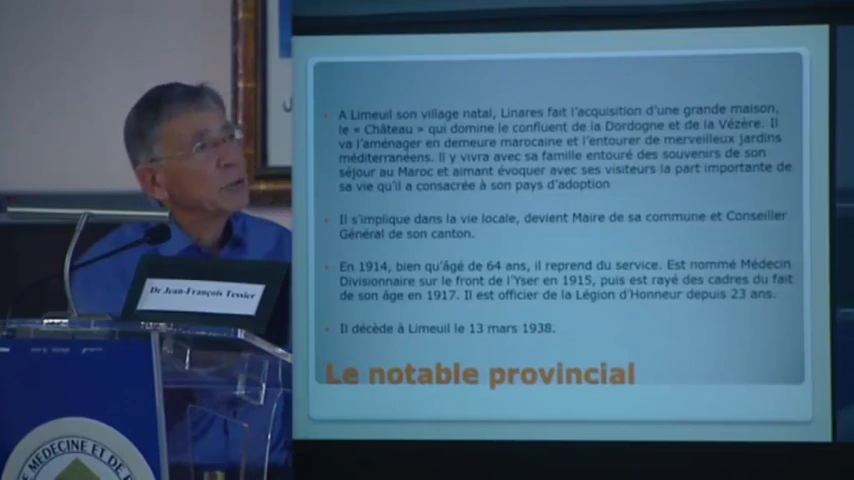 A Limeuil son village natal, Linares fait l'acquisition d'une grande maison,
le « Château » qui domine le confluent de la Dordogne et de la Vézère. Il
va l'aménager en demeure marocaine et l'entourer de merveilleux jardins
méditerranéens. Il y vivra avec sa famille entouré des souvenirs de son
séjour au Maroc et aimant évoquer avec ses visiteurs la part importante de
sa vie qu'il a consacrée à son pays d'adoption
Il s'implique dans la vie locale, devient Maire de sa commune et Conseiller
Général de son canton.
En 1914, bien qu'âgé de 64 ans, il reprend du service. Est nommé Médecin
Divisionnaire sur le front de l'Yser en 1915, puis est rayé des cadres du fait
de son âge en 1917. Il est officier de la Légion d'Honneur depuis 23 ans.
Il décède à Limeuil le 13 mars 1938.
Le notable provincial
Dr Jean-François Tessier
MEDECINE ET DE